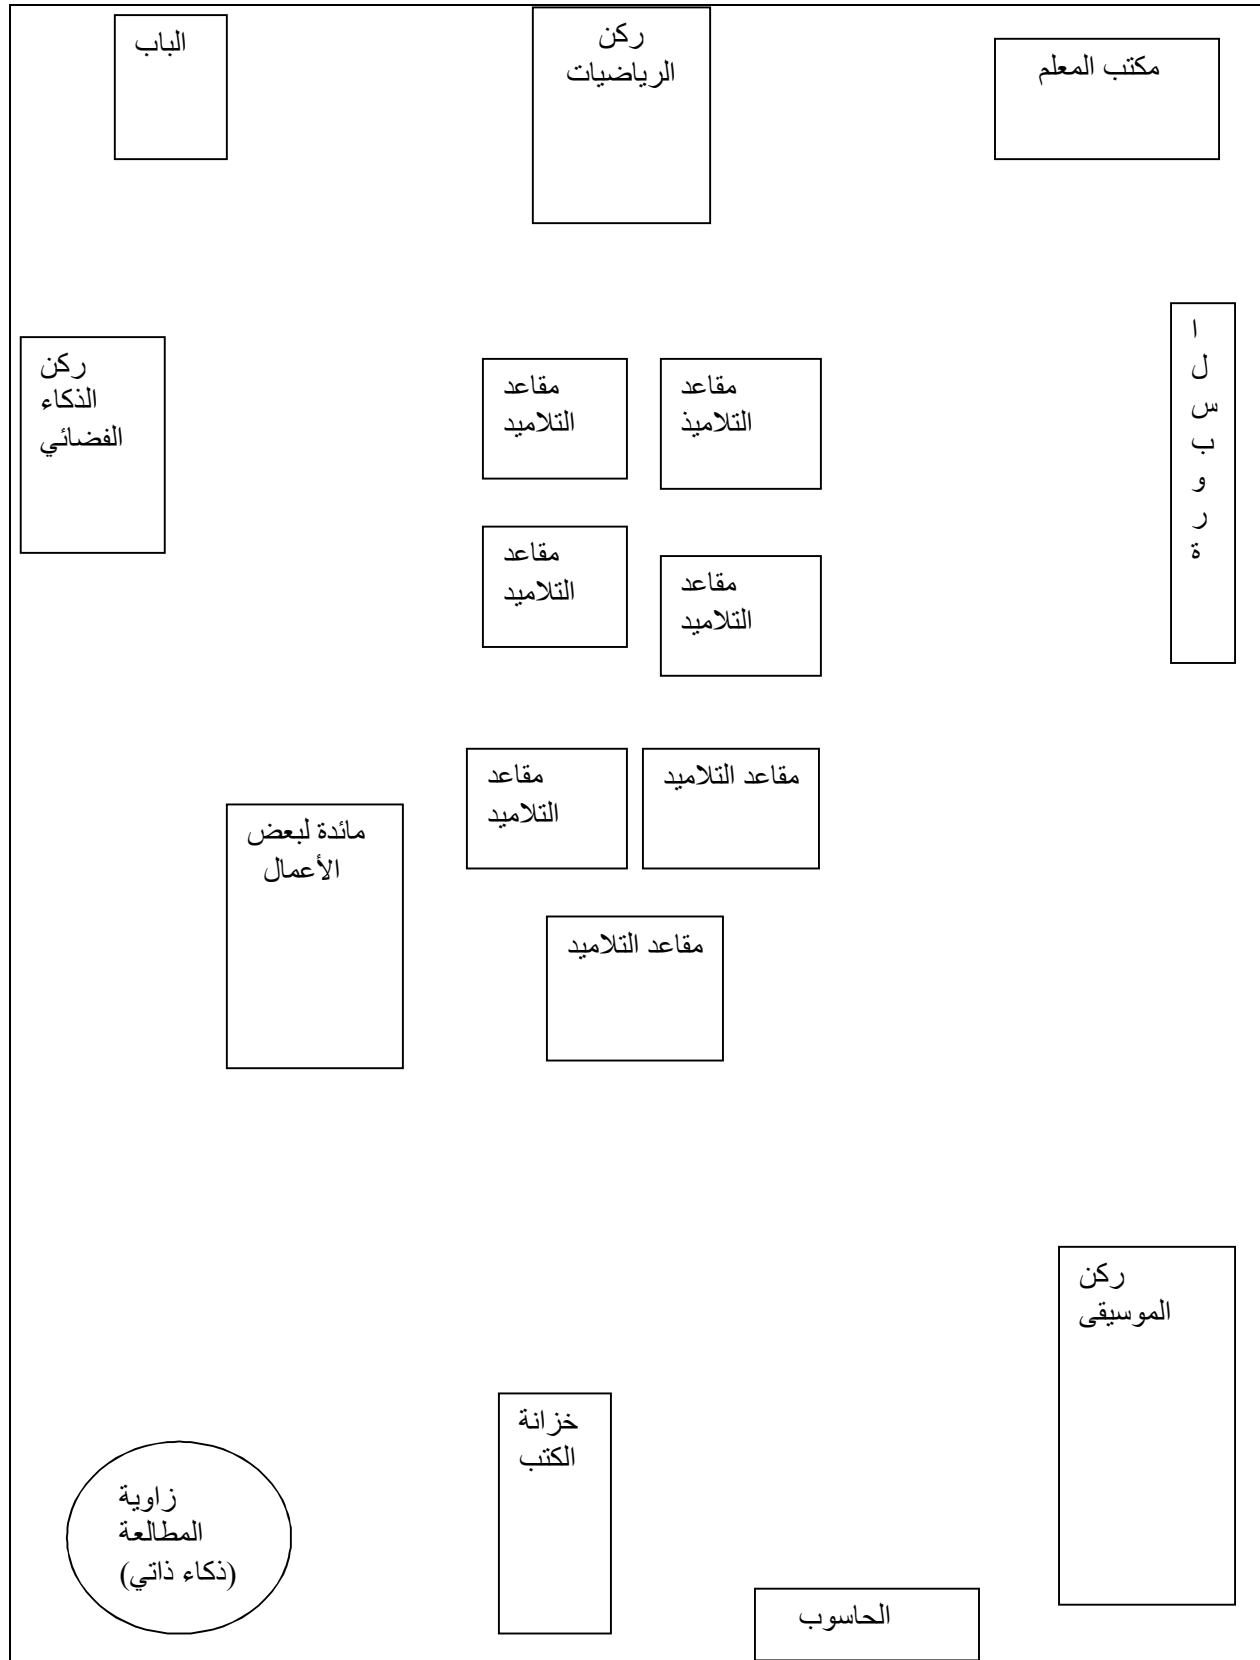 مكتب المعلم
ركن
الرياضيات
الباب
السبورة
ركن
الذكاء
الفضائي
مقاعد
التلاميذ
مقاعد
التلاميد
مقاعد
التلاميد
مقاعد
التلاميد
مقاعد التلاميد
مقاعد
التلاميد
مائدة لبعض
الأعمال
مقاعد التلاميد
ركن
الموسيقى
خزانة
الكتب
زاوية
المطالعة
(ذكاء ذاتي)
الحاسوب